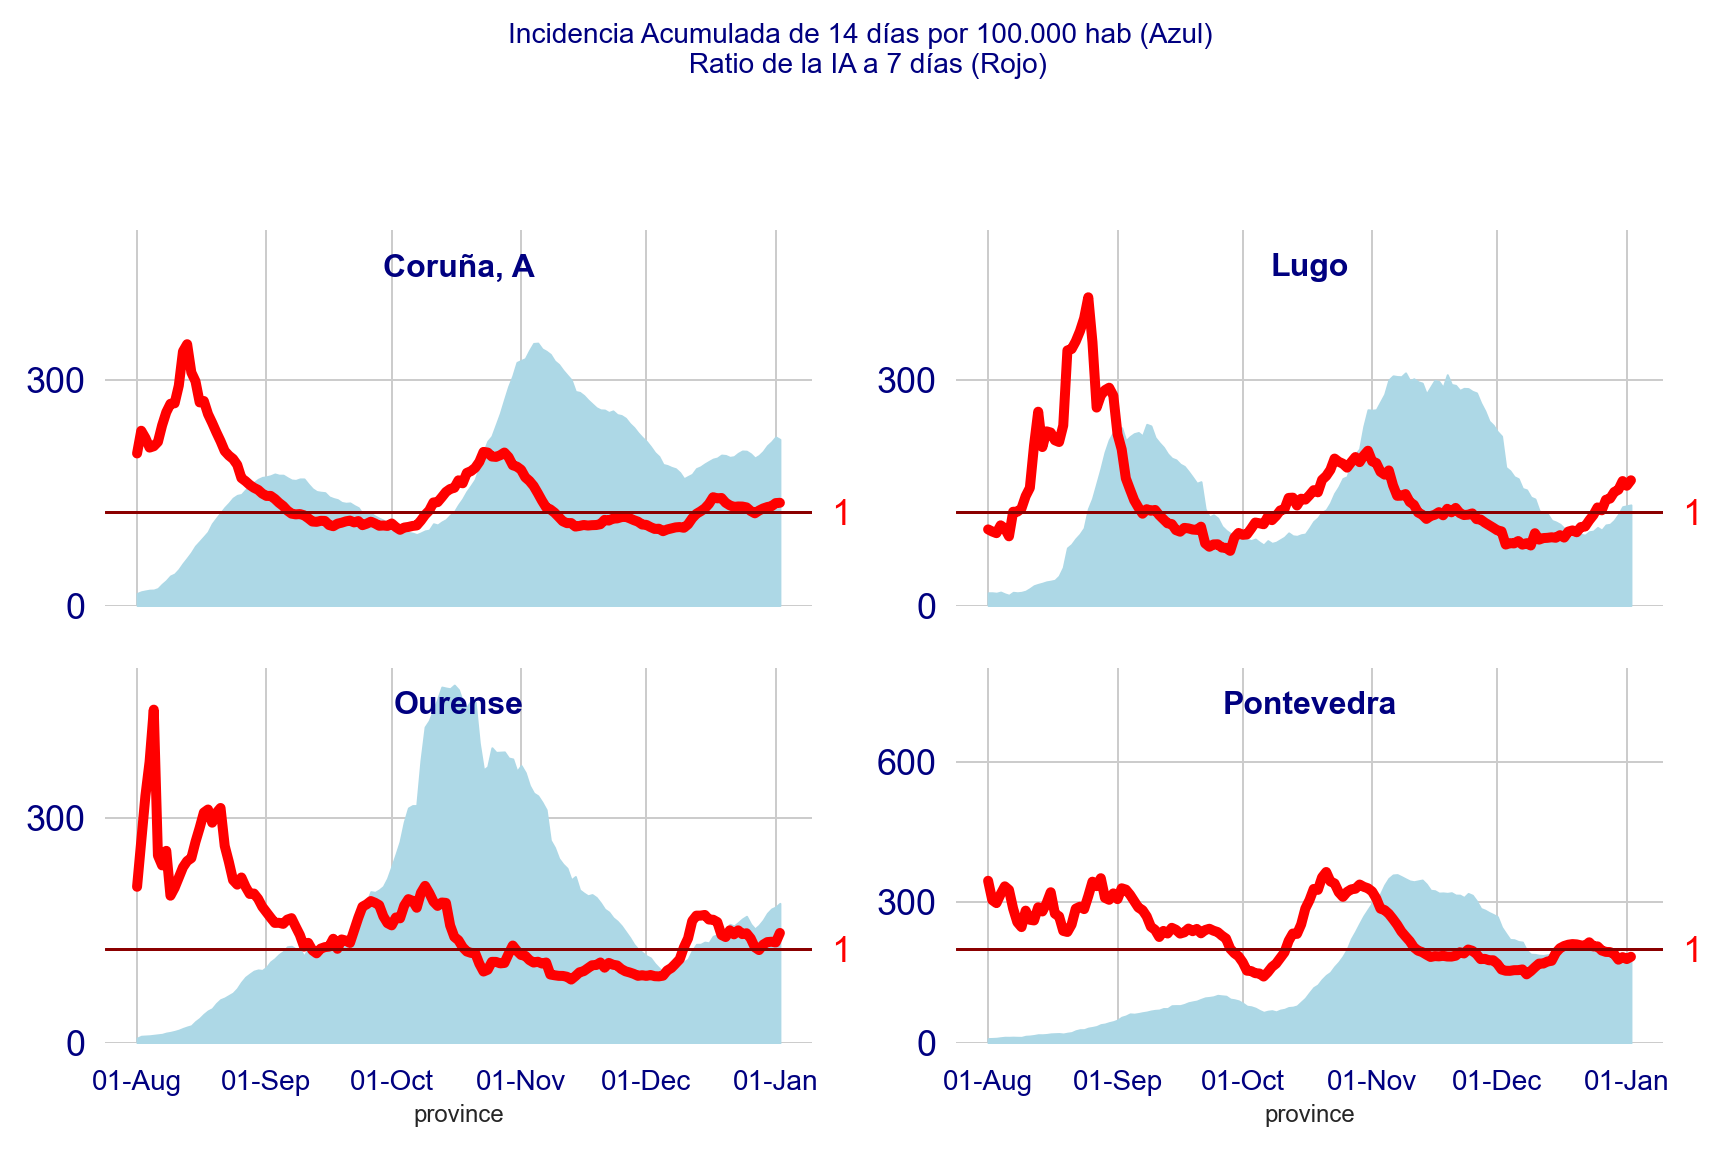 Incidencia Acumulada de 14 días por 100.000 hab (Azul)
Ratio de la IA a 7 días (Rojo)
Coruña, A
300
0
1
Lugo
300
0
1
Ourense
300
0
1
01-Aug 01-Sep 01-Oct 01-Nov 01-Dec 01-Jan
province
Pontevedra
600
300
0
1
01-Aug 01-Sep 01-Oct 01-Nov 01-Dec 01-Jan
province